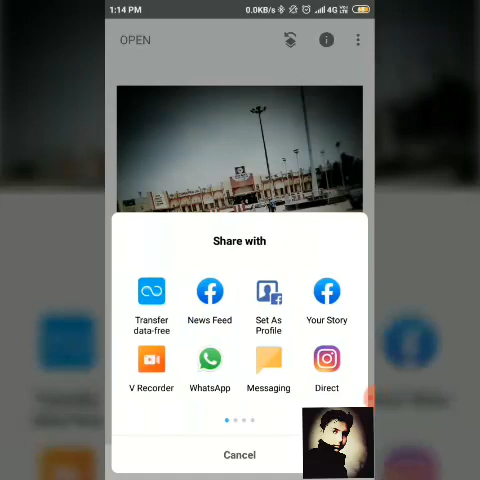 1:14 PM 0.0KB/s 4G
OPEN
Share with
Transfer data-free
News Feed
Set As Profile
Your Story
V Recorder
WhatsApp
Messaging
Direct
Cancel